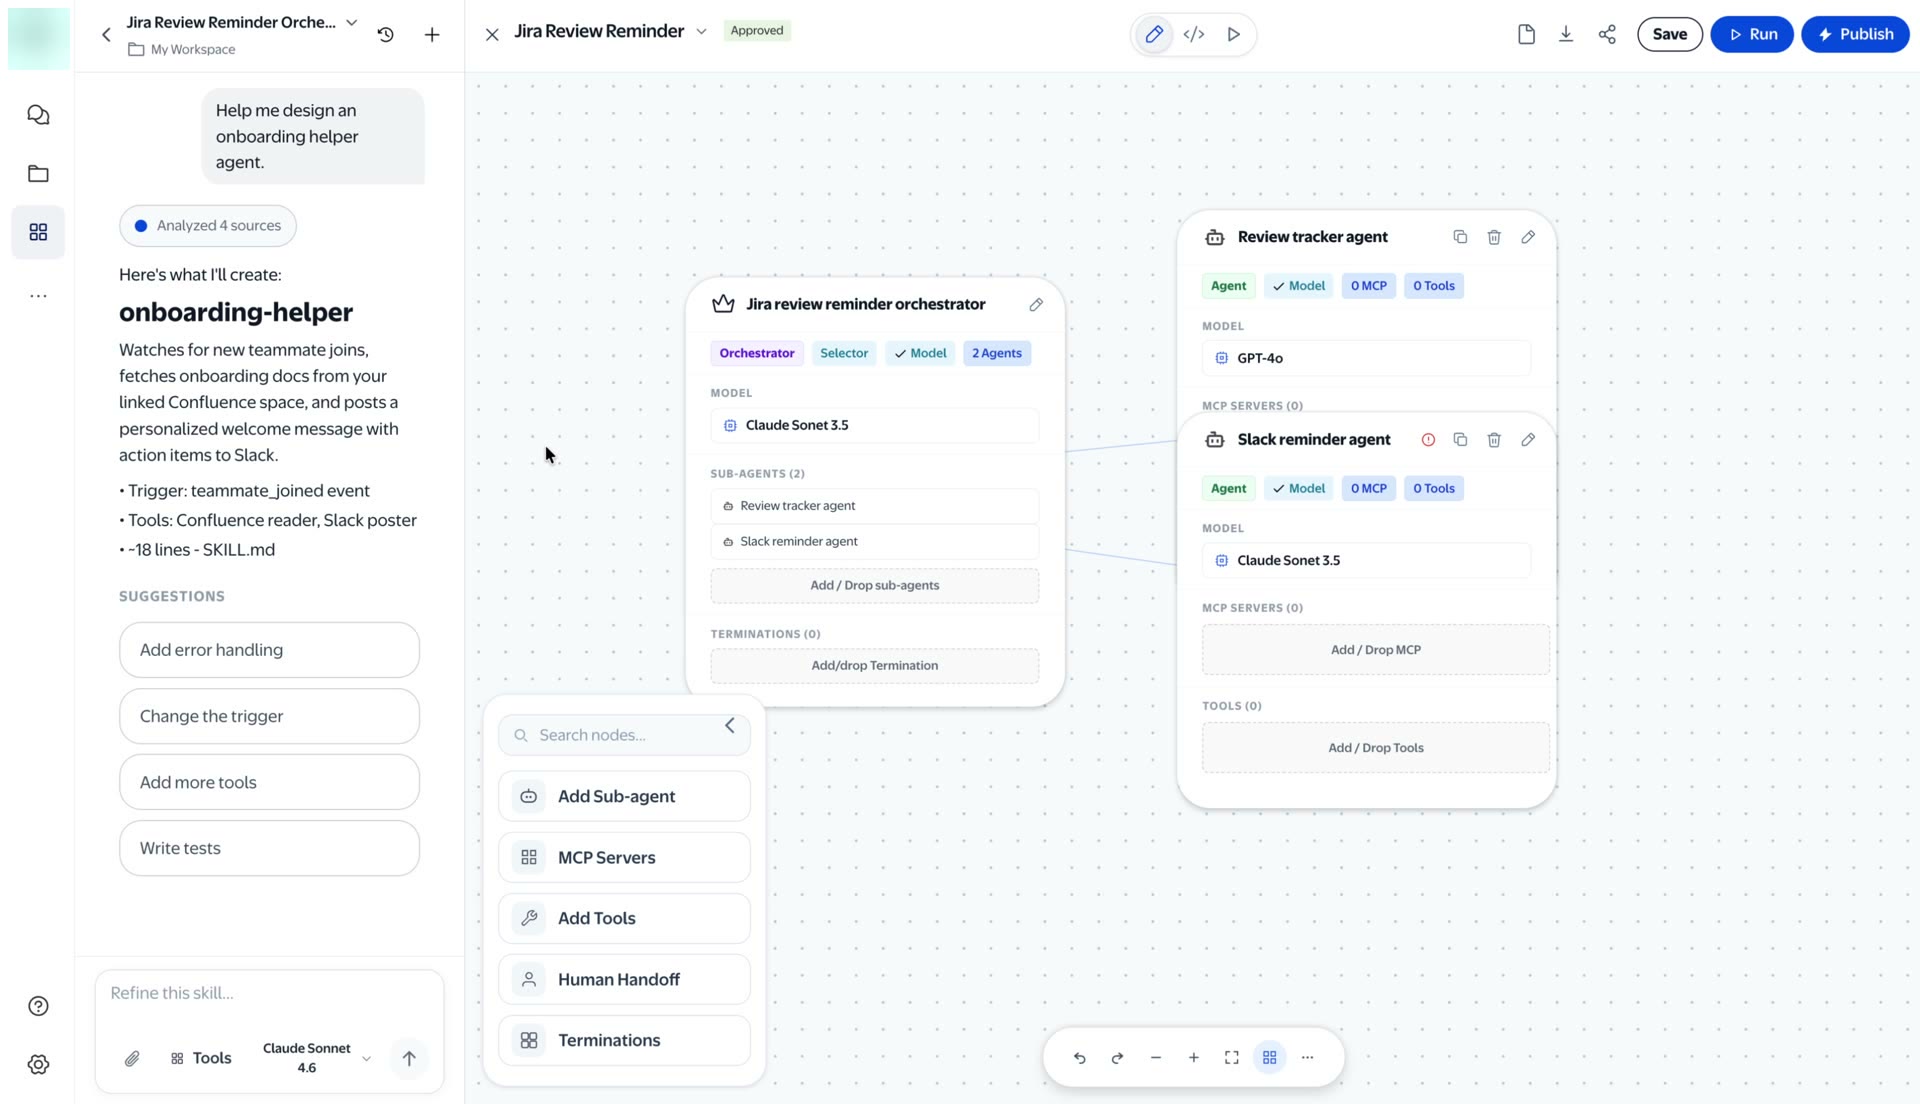 Jira Review Reminder Orche...
My Workspace
Help me design an
onboarding helper
agent.
Analyzed 4 sources
Here's what I'll create:
onboarding-helper
Watches for new teammate joins,
fetches onboarding docs from your
linked Confluence space, and posts a
personalized welcome message with
action items to Slack.
• Trigger: teammate_joined event
• Tools: Confluence reader, Slack poster
• ~18 lines - SKILL.md
SUGGESTIONS
Add error handling
Change the trigger
Add more tools
Write tests
Refine this skill...
Tools
Claude Sonnet
4.6
Jira Review Reminder
Approved
Save
Run
Publish
Jira review reminder orchestrator
Orchestrator
Selector
Model
2 Agents
MODEL
Claude Sonet 3.5
SUB-AGENTS (2)
Review tracker agent
Slack reminder agent
Add / Drop sub-agents
TERMINATIONS (0)
Add/drop Termination
Review tracker agent
Agent
Model
0 MCP
0 Tools
MODEL
GPT-4o
MCP SERVERS (0)
Slack reminder agent
Agent
Model
0 MCP
0 Tools
MODEL
Claude Sonet 3.5
MCP SERVERS (0)
Add / Drop MCP
TOOLS (0)
Add / Drop Tools
Search nodes...
Add Sub-agent
MCP Servers
Add Tools
Human Handoff
Terminations